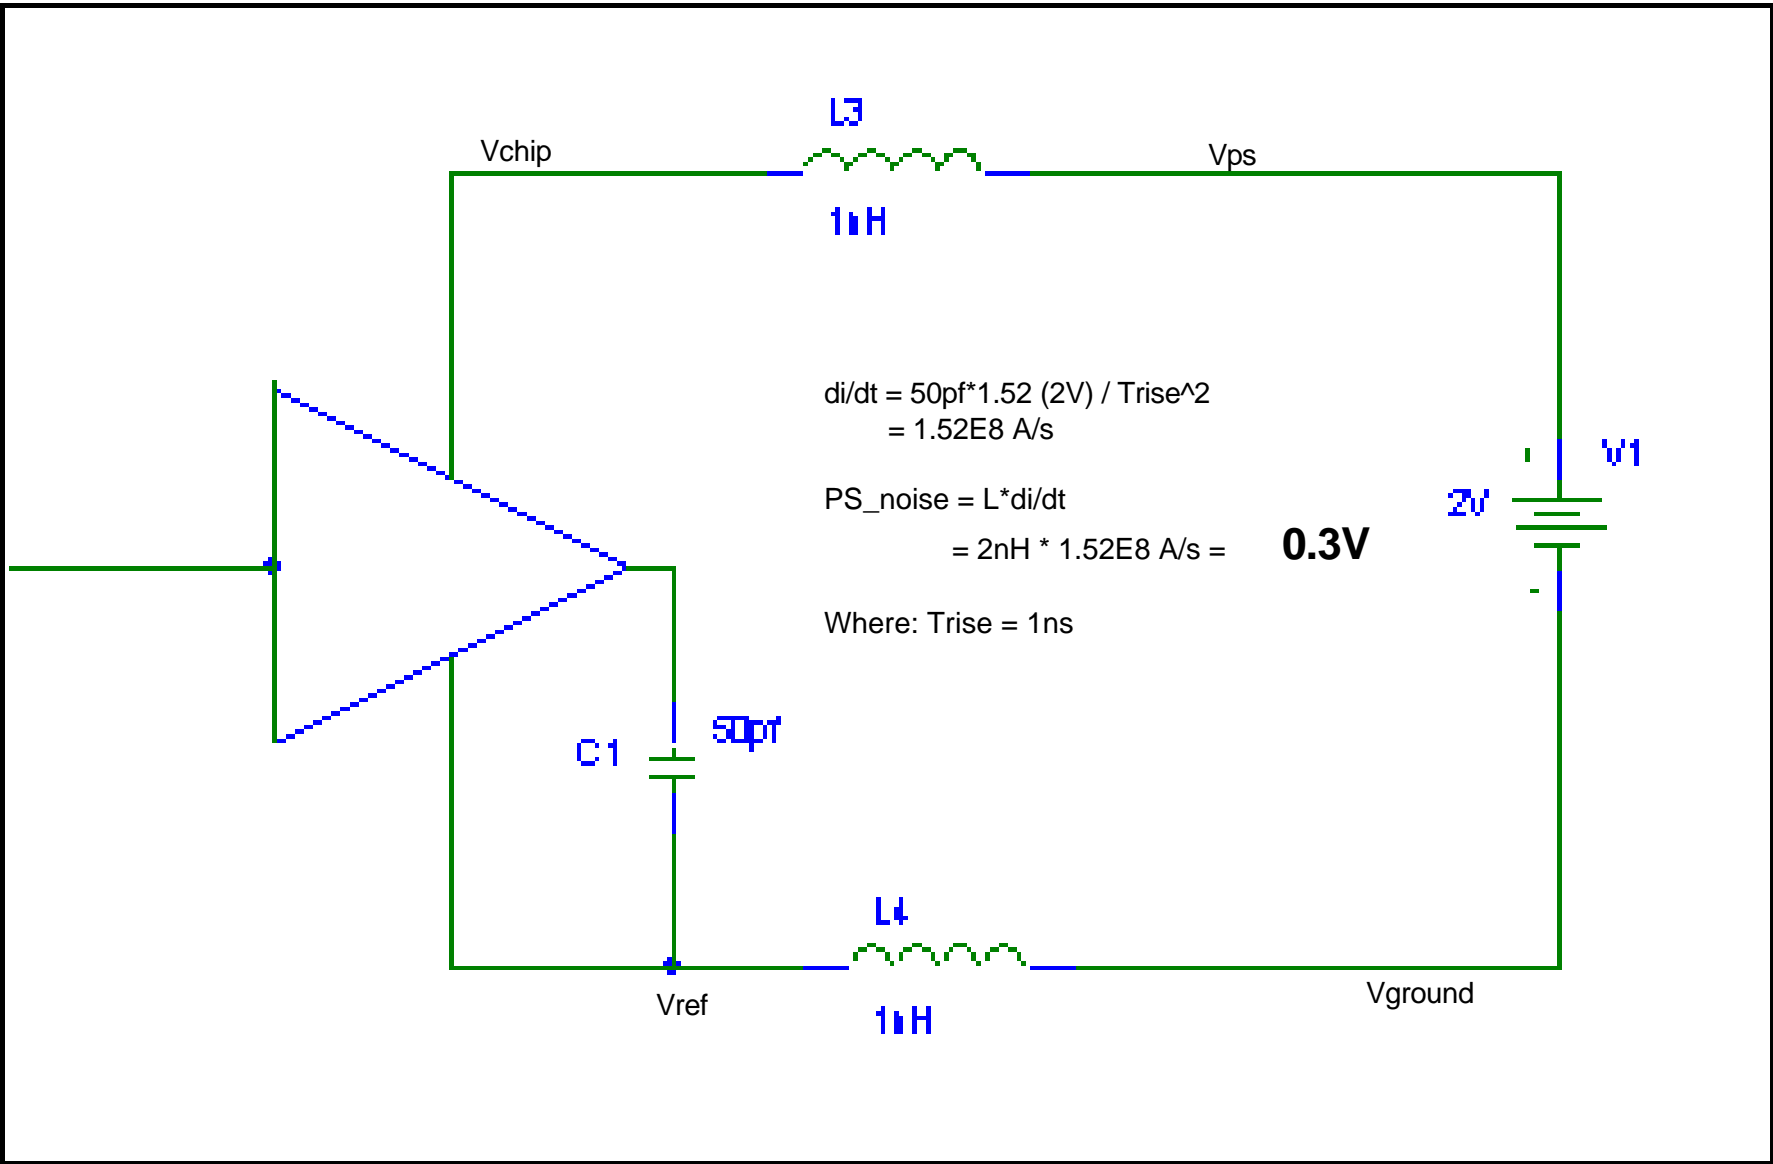 L3
Vchip
Vps
1nH
di/dt = 50pf*1.52 (2V) / Trise^2
= 1.52E8 A/s
V1
2V
PS_noise = L*di/dt
= 2nH * 1.52E8 A/s = 0.3V
Where: Trise = 1ns
50pf
C1
L4
Vref
Vground
1nH